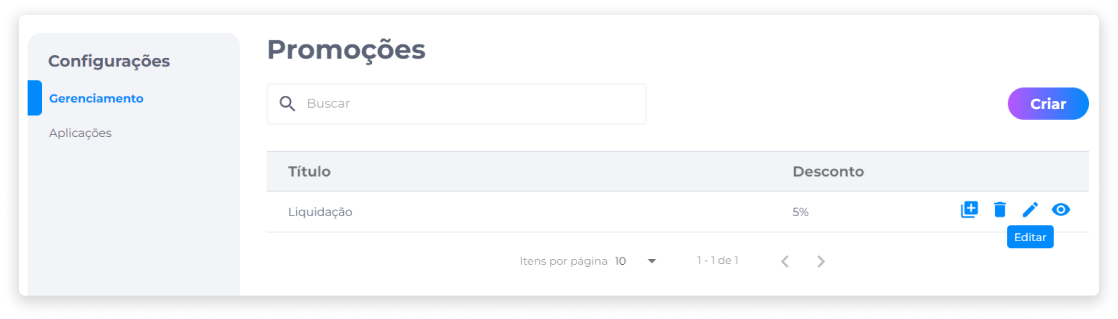 Configurações
Gerenciamento
Aplicações
Promoções
Buscar
Criar
Título Desconto
Liquidação 5%
Editar
Itens por página 10 1 - 1 de 1